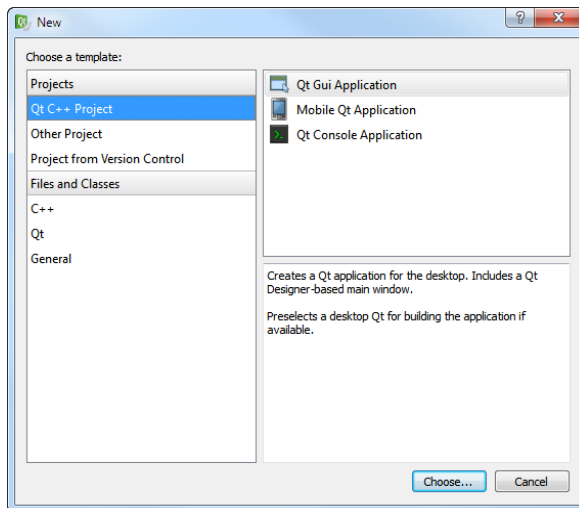 New
Choose a template:
Projects
Qt C++ Project
Other Project
Project from Version Control
Files and Classes
C++
Qt
General
Qt Gui Application
Mobile Qt Application
Qt Console Application
Creates a Qt application for the desktop. Includes a Qt
Designer-based main window.
Preselects a desktop Qt for building the application if
available.
Choose...
Cancel